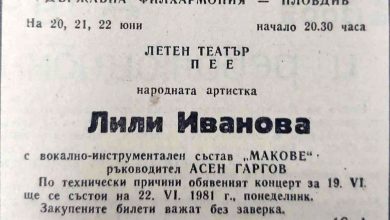 ДЪРЖАВНА ФИЛХАРМОНИЯ — ПЛОВДИВ
На 20, 21, 22 юни начало 20.30 часа
ЛЕТЕН ТЕАТЪР
ПЕЕ
народната артистка
Лили Иванова
с вокално-инструментален състав „МАКОВЕ“
ръководител АСЕН ГАРГОВ
По технически причини обявеният концерт за 19. VI.
ще се състои на 22. VI. 1981 г., понеделник.
Закупените билети важат без заверка.